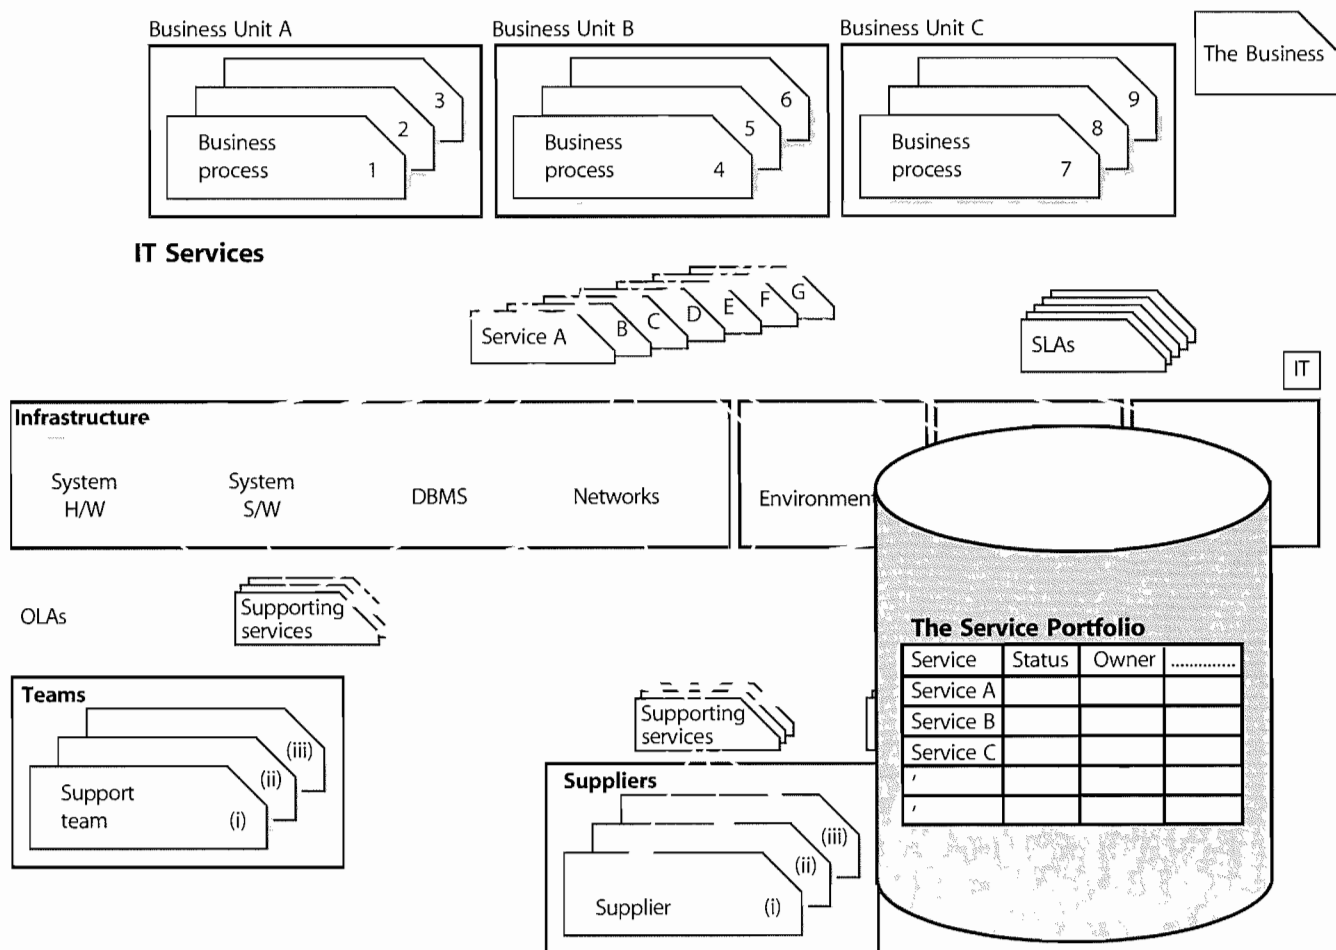 Business Unit A
Business Unit B
Business Unit C
The Business
3
2
Business
process
1
6
5
Business
process
4
9
8
Business
process
7
IT Services
Service A
B
C
D
E
F
G
SLAs
IT
Infrastructure
System
H/W
System
S/W
DBMS
Networks
Environment
OLAs
Supporting
services
The Service Portfolio
Service Status Owner ..............
Service A
Service B
Service C
,
,
Teams
(iii)
(ii)
Support
team
(i)
Supporting
services
Suppliers
(iii)
(ii)
Supplier
(i)